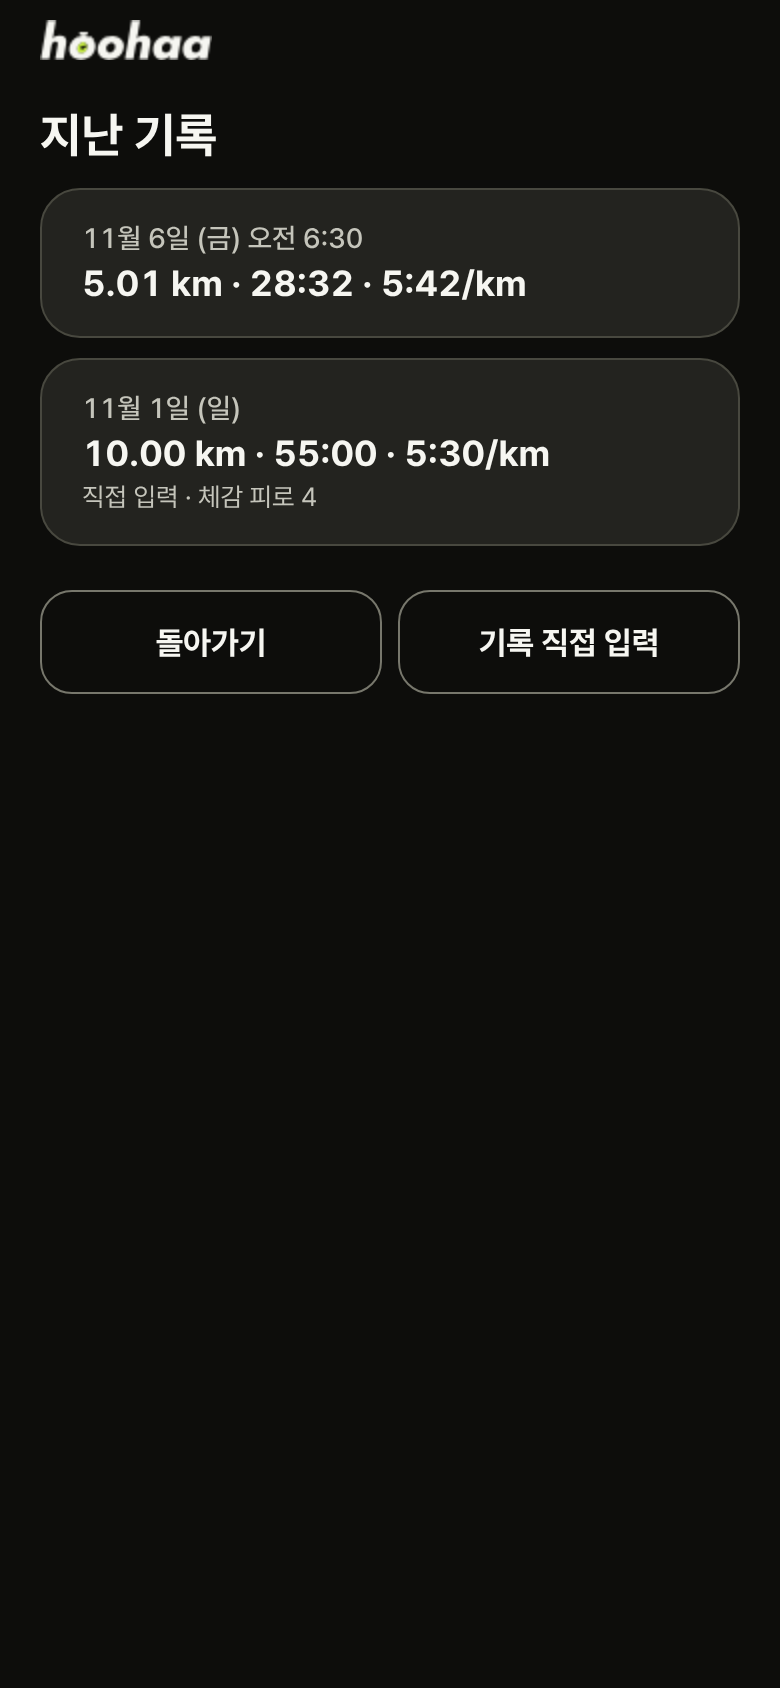 hoohaa
지난 기록
11월 6일 (금) 오전 6:30
5.01 km · 28:32 · 5:42/km
11월 1일 (일)
10.00 km · 55:00 · 5:30/km
직접 입력 · 체감 피로 4
돌아가기
기록 직접 입력